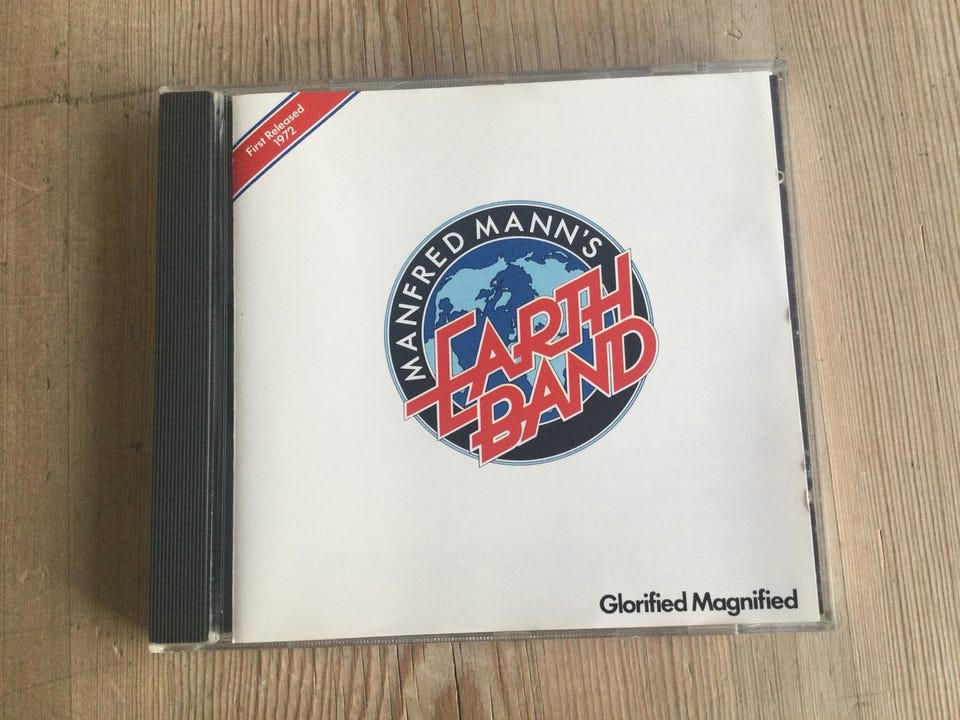 First Released
1972
MANFRED MANN'S
EARTH
BAND
Glorified Magnified